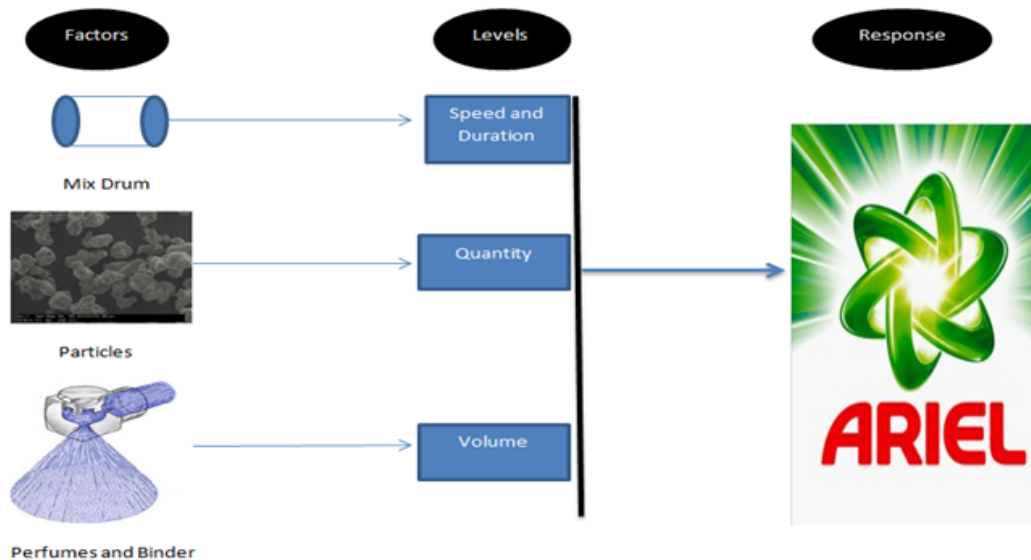 Factors
Levels
Response
Speed and
Duration
Mix Drum
Quantity
Particles
Volume
ARIEL
Perfumes and Binder